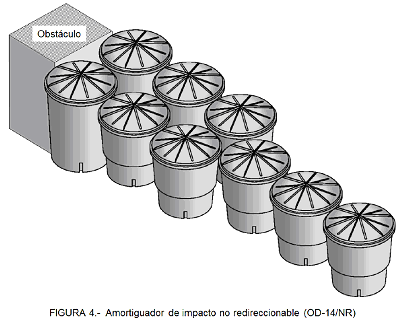 Obstáculo
FIGURA 4.- Amortiguador de impacto no redireccionable (OD-14/NR)